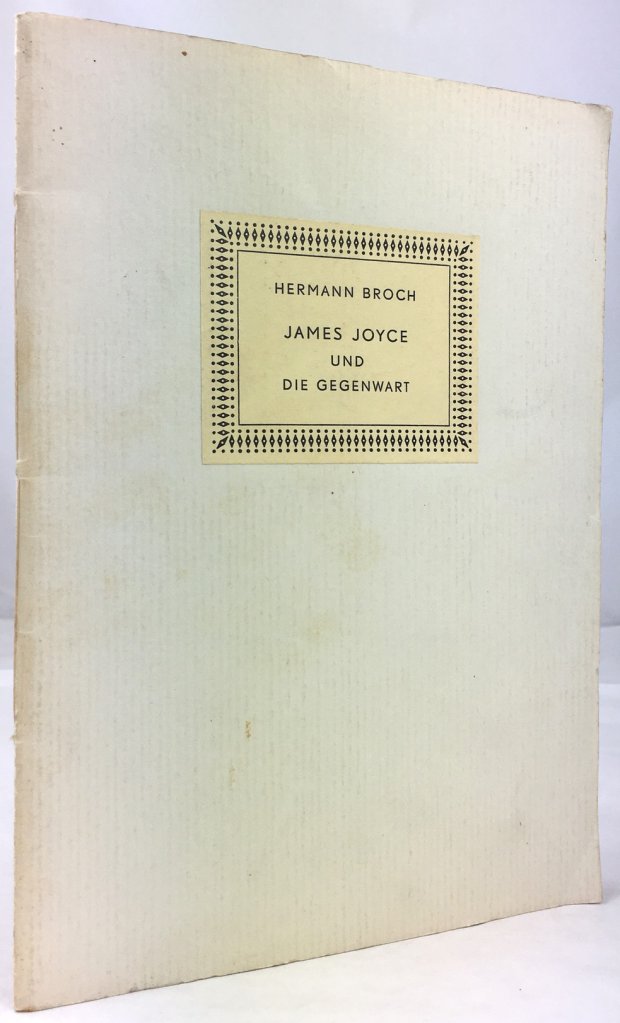 HERMANN BROCH
JAMES JOYCE
UND
DIE GEGENWART